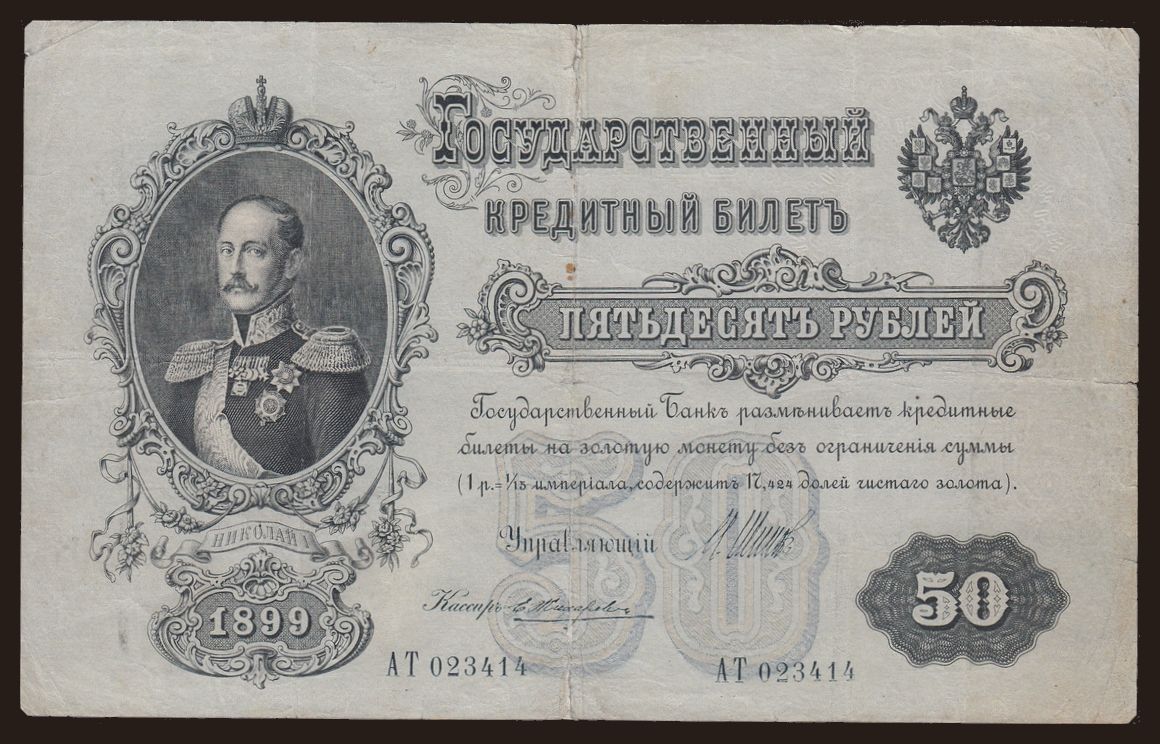 Государственный
кредитный билетъ
пятьдесятъ рублей
Государственный Банкъ размѣниваетъ кредитные
билеты на золотую монету безъ ограниченія суммы
(1 р.= 1/15 имперіала, содержитъ 17,424 долей чистаго золота).
50
Управляющій
Кассиръ
НИКОЛАЙ I
1899
50
АТ 023414
АТ 023414